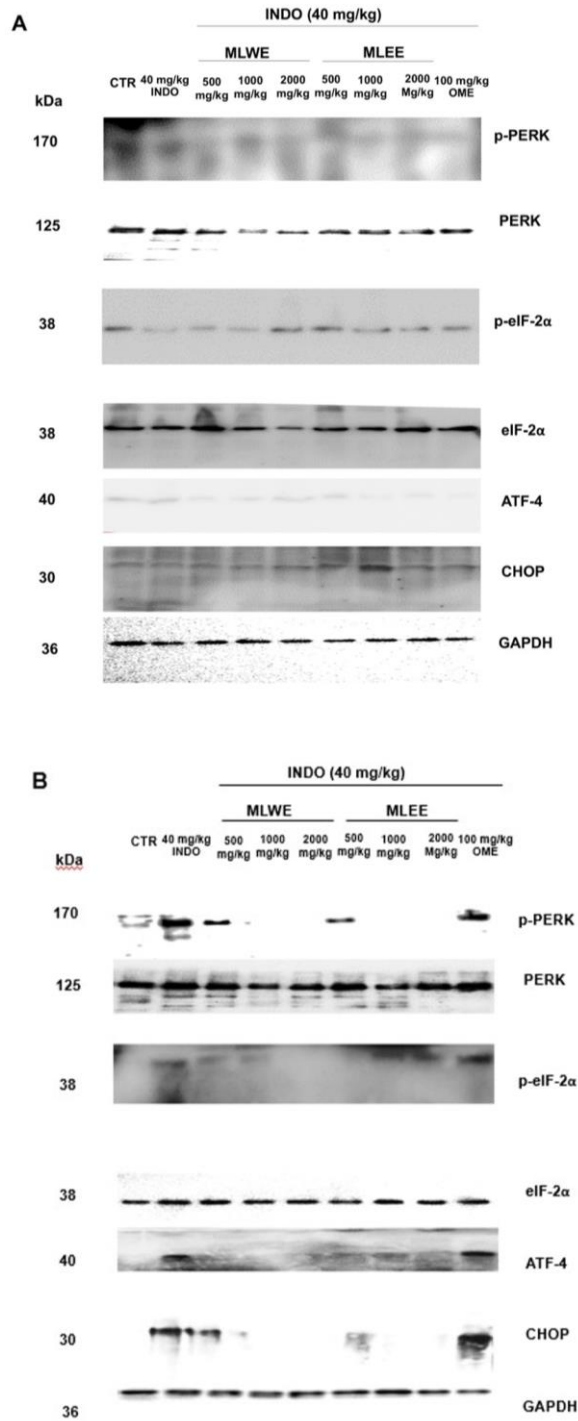 A
INDO (40 mg/kg)
MLWE MLEE
CTR 40 mg/kg INDO 500 mg/kg 1000 mg/kg 2000 mg/kg 500 mg/kg 1000 mg/kg 2000 Mg/kg 100 mg/kg OME
kDa
170 p-PERK
125 PERK
38 p-eIF-2α
38 eIF-2α
40 ATF-4
30 CHOP
36 GAPDH
B
INDO (40 mg/kg)
MLWE MLEE
CTR 40 mg/kg INDO 500 mg/kg 1000 mg/kg 2000 mg/kg 500 mg/kg 1000 mg/kg 2000 Mg/kg 100 mg/kg OME
kDa
170 p-PERK
125 PERK
38 p-eIF-2α
38 eIF-2α
40 ATF-4
30 CHOP
36 GAPDH